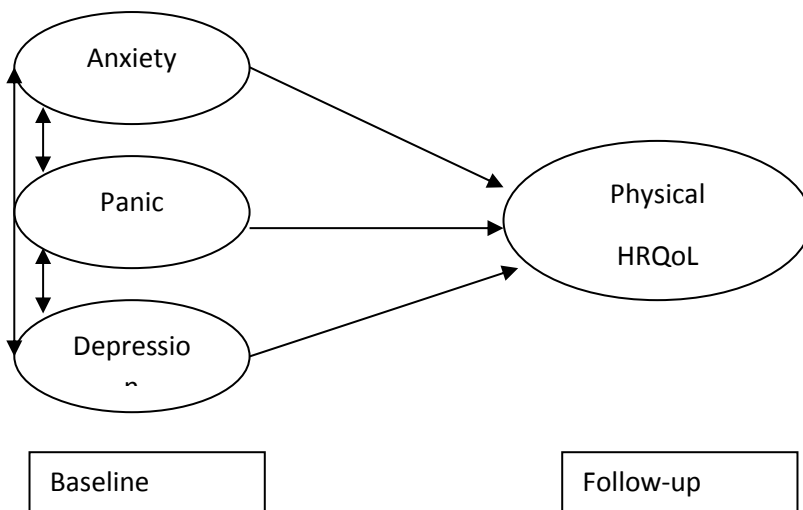 Anxiety
Panic
Depressio
n
Physical
HRQoL
Baseline
Follow-up